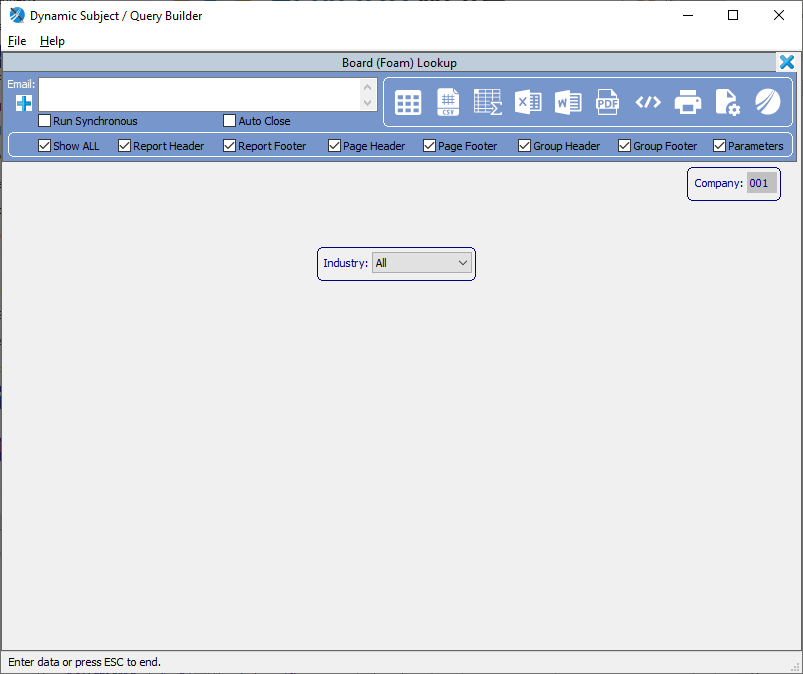 Dynamic Subject / Query Builder
File Help
Board (Foam) Lookup
Email:
CSV
X
W
PDF
Run Synchronous Auto Close
Show ALL Report Header Report Footer Page Header Page Footer Group Header Group Footer Parameters
Company: 001
Industry: All
Enter data or press ESC to end.